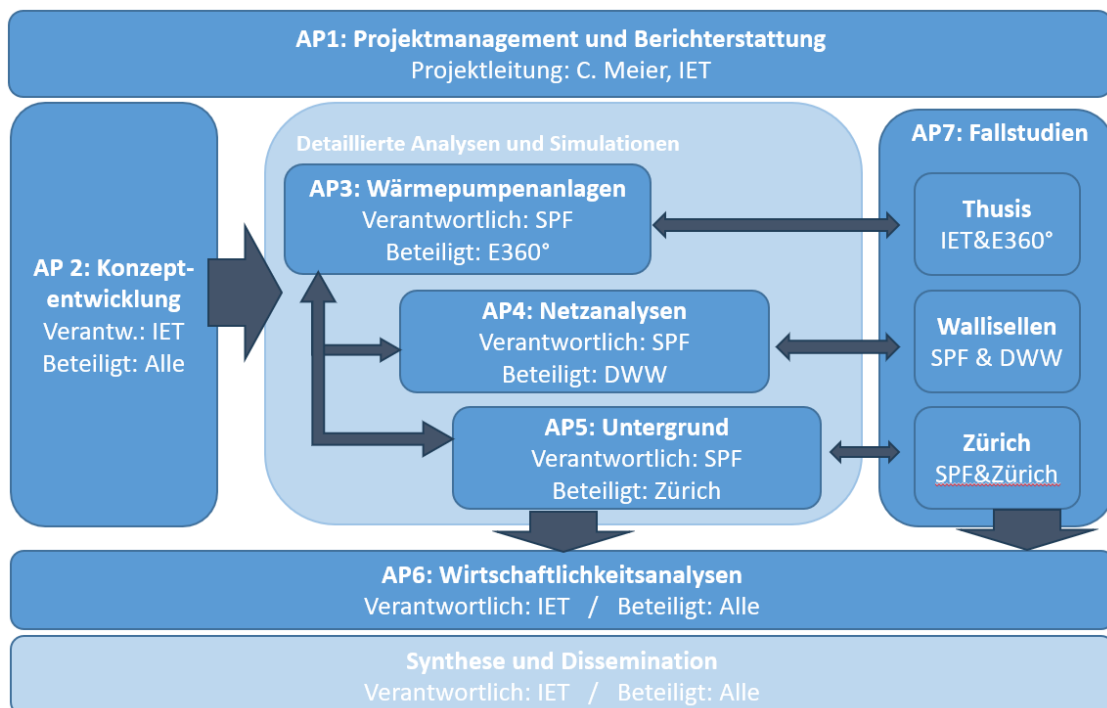 AP1: Projektmanagement und Berichterstattung
Projektleitung: C. Meier, IET
AP 2: Konzept-
entwicklung
Verantw.: IET
Beteiligt: Alle
Detaillierte Analysen und Simulationen
AP3: Wärmepumpenanlagen
Verantwortlich: SPF
Beteiligt: E360°
AP4: Netzanalysen
Verantwortlich: SPF
Beteiligt: DWW
AP5: Untergrund
Verantwortlich: SPF
Beteiligt: Zürich
AP7: Fallstudien
Thusis
IET&E360°
Wallisellen
SPF & DWW
Zürich
SPF&Zürich
AP6: Wirtschaftlichkeitsanalysen
Verantwortlich: IET / Beteiligt: Alle
Synthese und Dissemination
Verantwortlich: IET / Beteiligt: Alle